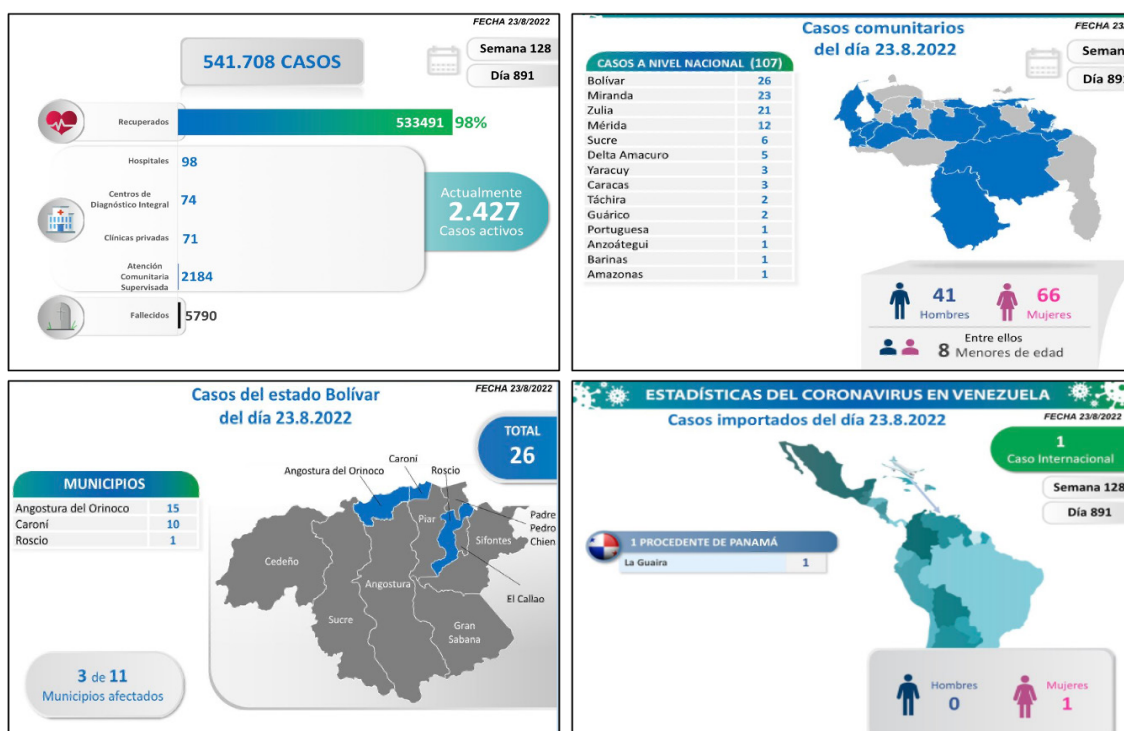 FECHA 23/8/2022
541.708 CASOS
Semana 128
Día 891
Recuperados 533491 98%
Hospitales 98
Centros de
Diagnóstico Integral 74
Clínicas privadas 71
Atención
Comunitaria
Supervisada 2184
Actualmente
2.427
Casos activos
Fallecidos 5790
Casos comunitarios
del día 23.8.2022
FECHA 23/
Seman
Día 891
CASOS A NIVEL NACIONAL (107)
Bolívar 26
Miranda 23
Zulia 21
Mérida 12
Sucre 6
Delta Amacuro 5
Yaracuy 3
Caracas 3
Táchira 2
Guárico 2
Portuguesa 1
Anzoátegui 1
Barinas 1
Amazonas 1
41
Hombres
66
Mujeres
Entre ellos
8 Menores de edad
Casos del estado Bolívar
del día 23.8.2022
FECHA 23/8/2022
TOTAL
26
MUNICIPIOS
Angostura del Orinoco 15
Caroní 10
Roscio 1
Caroní
Angostura del Orinoco
Roscio
Piar
Padre
Pedro
Chien
Sifontes
Cedeño
Angostura
El Callao
Sucre
Gran
Sabana
3 de 11
Municipios afectados
ESTADÍSTICAS DEL CORONAVIRUS EN VENEZUELA
Casos importados del día 23.8.2022
FECHA 23/8/2022
1
Caso Internacional
Semana 128
Día 891
1 PROCEDENTE DE PANAMÁ
La Guaira 1
Hombres
0
Mujeres
1